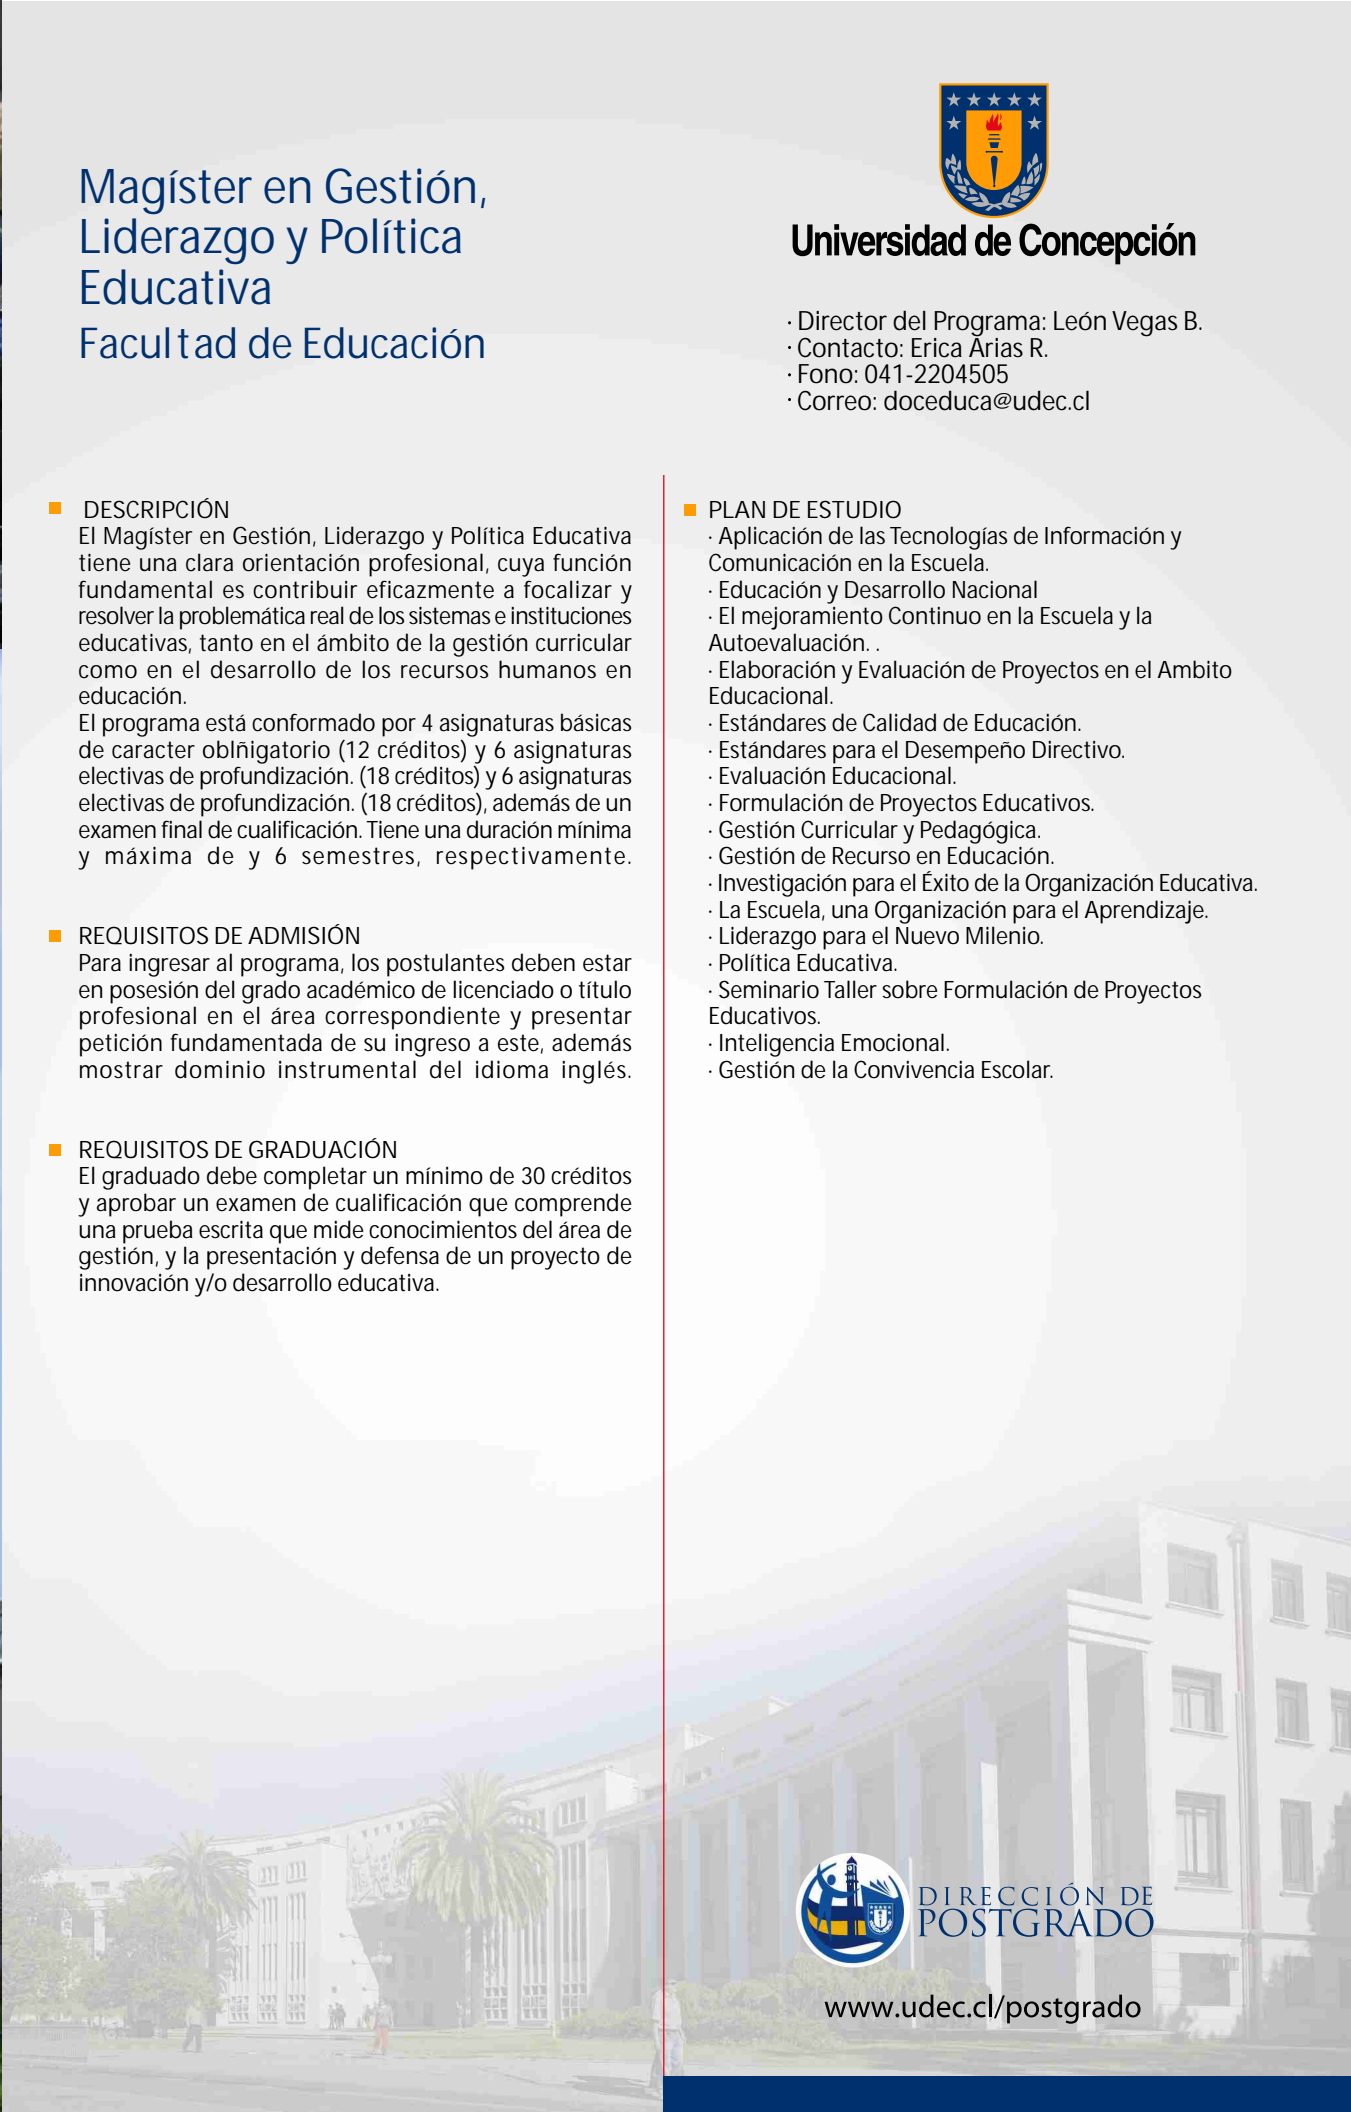 Magíster en Gestión,
Liderazgo y Política
Educativa
Facultad de Educación
Universidad de Concepción
· Director del Programa: León Vegas B.
· Contacto: Erica Arias R.
· Fono: 041-2204505
· Correo: doceduca@udec.cl
DESCRIPCIÓN
El Magíster en Gestión, Liderazgo y Política Educativa
tiene una clara orientación profesional, cuya función
fundamental es contribuir eficazmente a focalizar y
resolver la problemática real de los sistemas e instituciones
educativas, tanto en el ámbito de la gestión curricular
como en el desarrollo de los recursos humanos en
educación.
El programa está conformado por 4 asignaturas básicas
de caracter oblñigatorio (12 créditos) y 6 asignaturas
electivas de profundización. (18 créditos) y 6 asignaturas
electivas de profundización. (18 créditos), además de un
examen final de cualificación. Tiene una duración mínima
y máxima de y 6 semestres, respectivamente.
REQUISITOS DE ADMISIÓN
Para ingresar al programa, los postulantes deben estar
en posesión del grado académico de licenciado o título
profesional en el área correspondiente y presentar
petición fundamentada de su ingreso a este, además
mostrar dominio instrumental del idioma inglés.
REQUISITOS DE GRADUACIÓN
El graduado debe completar un mínimo de 30 créditos
y aprobar un examen de cualificación que comprende
una prueba escrita que mide conocimientos del área de
gestión, y la presentación y defensa de un proyecto de
innovación y/o desarrollo educativa.
PLAN DE ESTUDIO
· Aplicación de las Tecnologías de Información y
Comunicación en la Escuela.
· Educación y Desarrollo Nacional
· El mejoramiento Continuo en la Escuela y la
Autoevaluación. .
· Elaboración y Evaluación de Proyectos en el Ambito
Educacional.
· Estándares de Calidad de Educación.
· Estándares para el Desempeño Directivo.
· Evaluación Educacional.
· Formulación de Proyectos Educativos.
· Gestión Curricular y Pedagógica.
· Gestión de Recurso en Educación.
· Investigación para el Éxito de la Organización Educativa.
· La Escuela, una Organización para el Aprendizaje.
· Liderazgo para el Nuevo Milenio.
· Política Educativa.
· Seminario Taller sobre Formulación de Proyectos
Educativos.
· Inteligencia Emocional.
· Gestión de la Convivencia Escolar.
DIRECCIÓN DE
POSTGRADO
www.udec.cl/postgrado